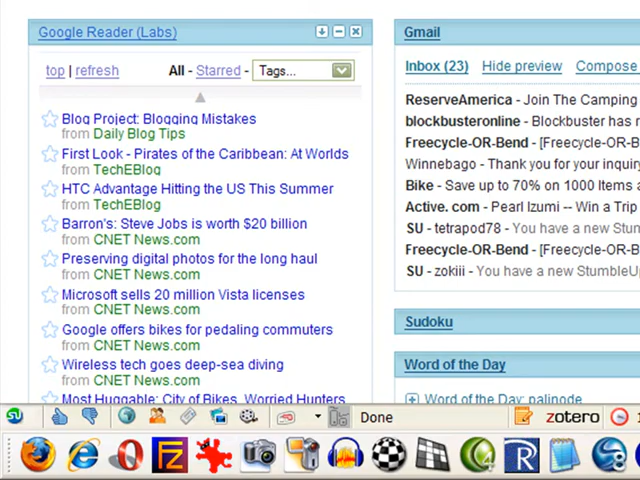 Google Reader (Labs)
top | refresh
All - Starred - Tags...
Blog Project: Blogging Mistakes
from Daily Blog Tips
First Look - Pirates of the Caribbean: At Worlds
from TechEBlog
HTC Advantage Hitting the US This Summer
from TechEBlog
Barron's: Steve Jobs is worth $20 billion
from CNET News.com
Preserving digital photos for the long haul
from CNET News.com
Microsoft sells 20 million Vista licenses
from CNET News.com
Google offers bikes for pedaling commuters
from CNET News.com
Wireless tech goes deep-sea diving
from CNET News.com
Most Huggable: City of Bikes, Worried Hunters
Gmail
Inbox (23) Hide preview Compose
ReserveAmerica - Join The Camping
blockbusteronline - Blockbuster has r
Freecycle-OR-Bend - [Freecycle-OR-B
Winnebago - Thank you for your inquiry
Bike - Save up to 70% on 1000 Items a
Active. com - Pearl Izumi -- Win a Trip
SU - tetrapod78 - You have a new Stum
Freecycle-OR-Bend - [Freecycle-OR-B
SU - zokiii - You have a new StumbleU
Sudoku
Word of the Day
Word of the Day: palinode
Done
zotero